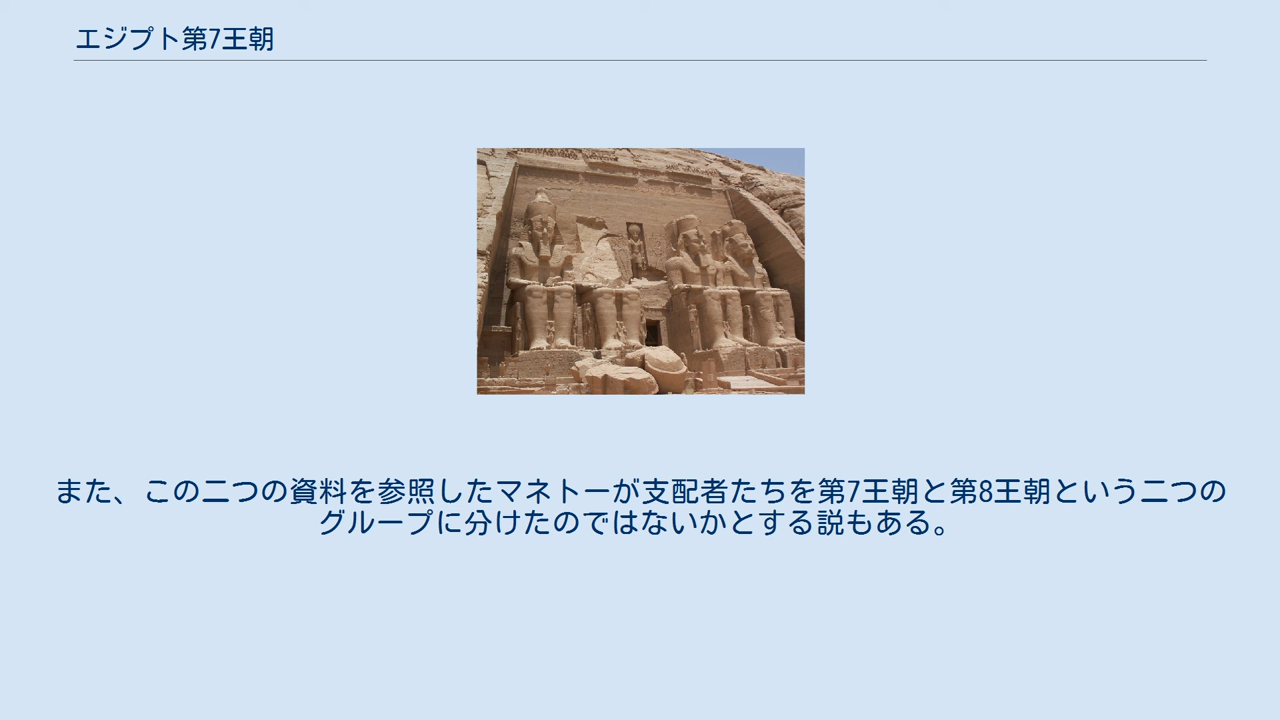 エジプト第7王朝
また、この二つの資料を参照したマネトーが支配者たちを第7王朝と第8王朝という二つの
グループに分けたのではないかとする説もある。